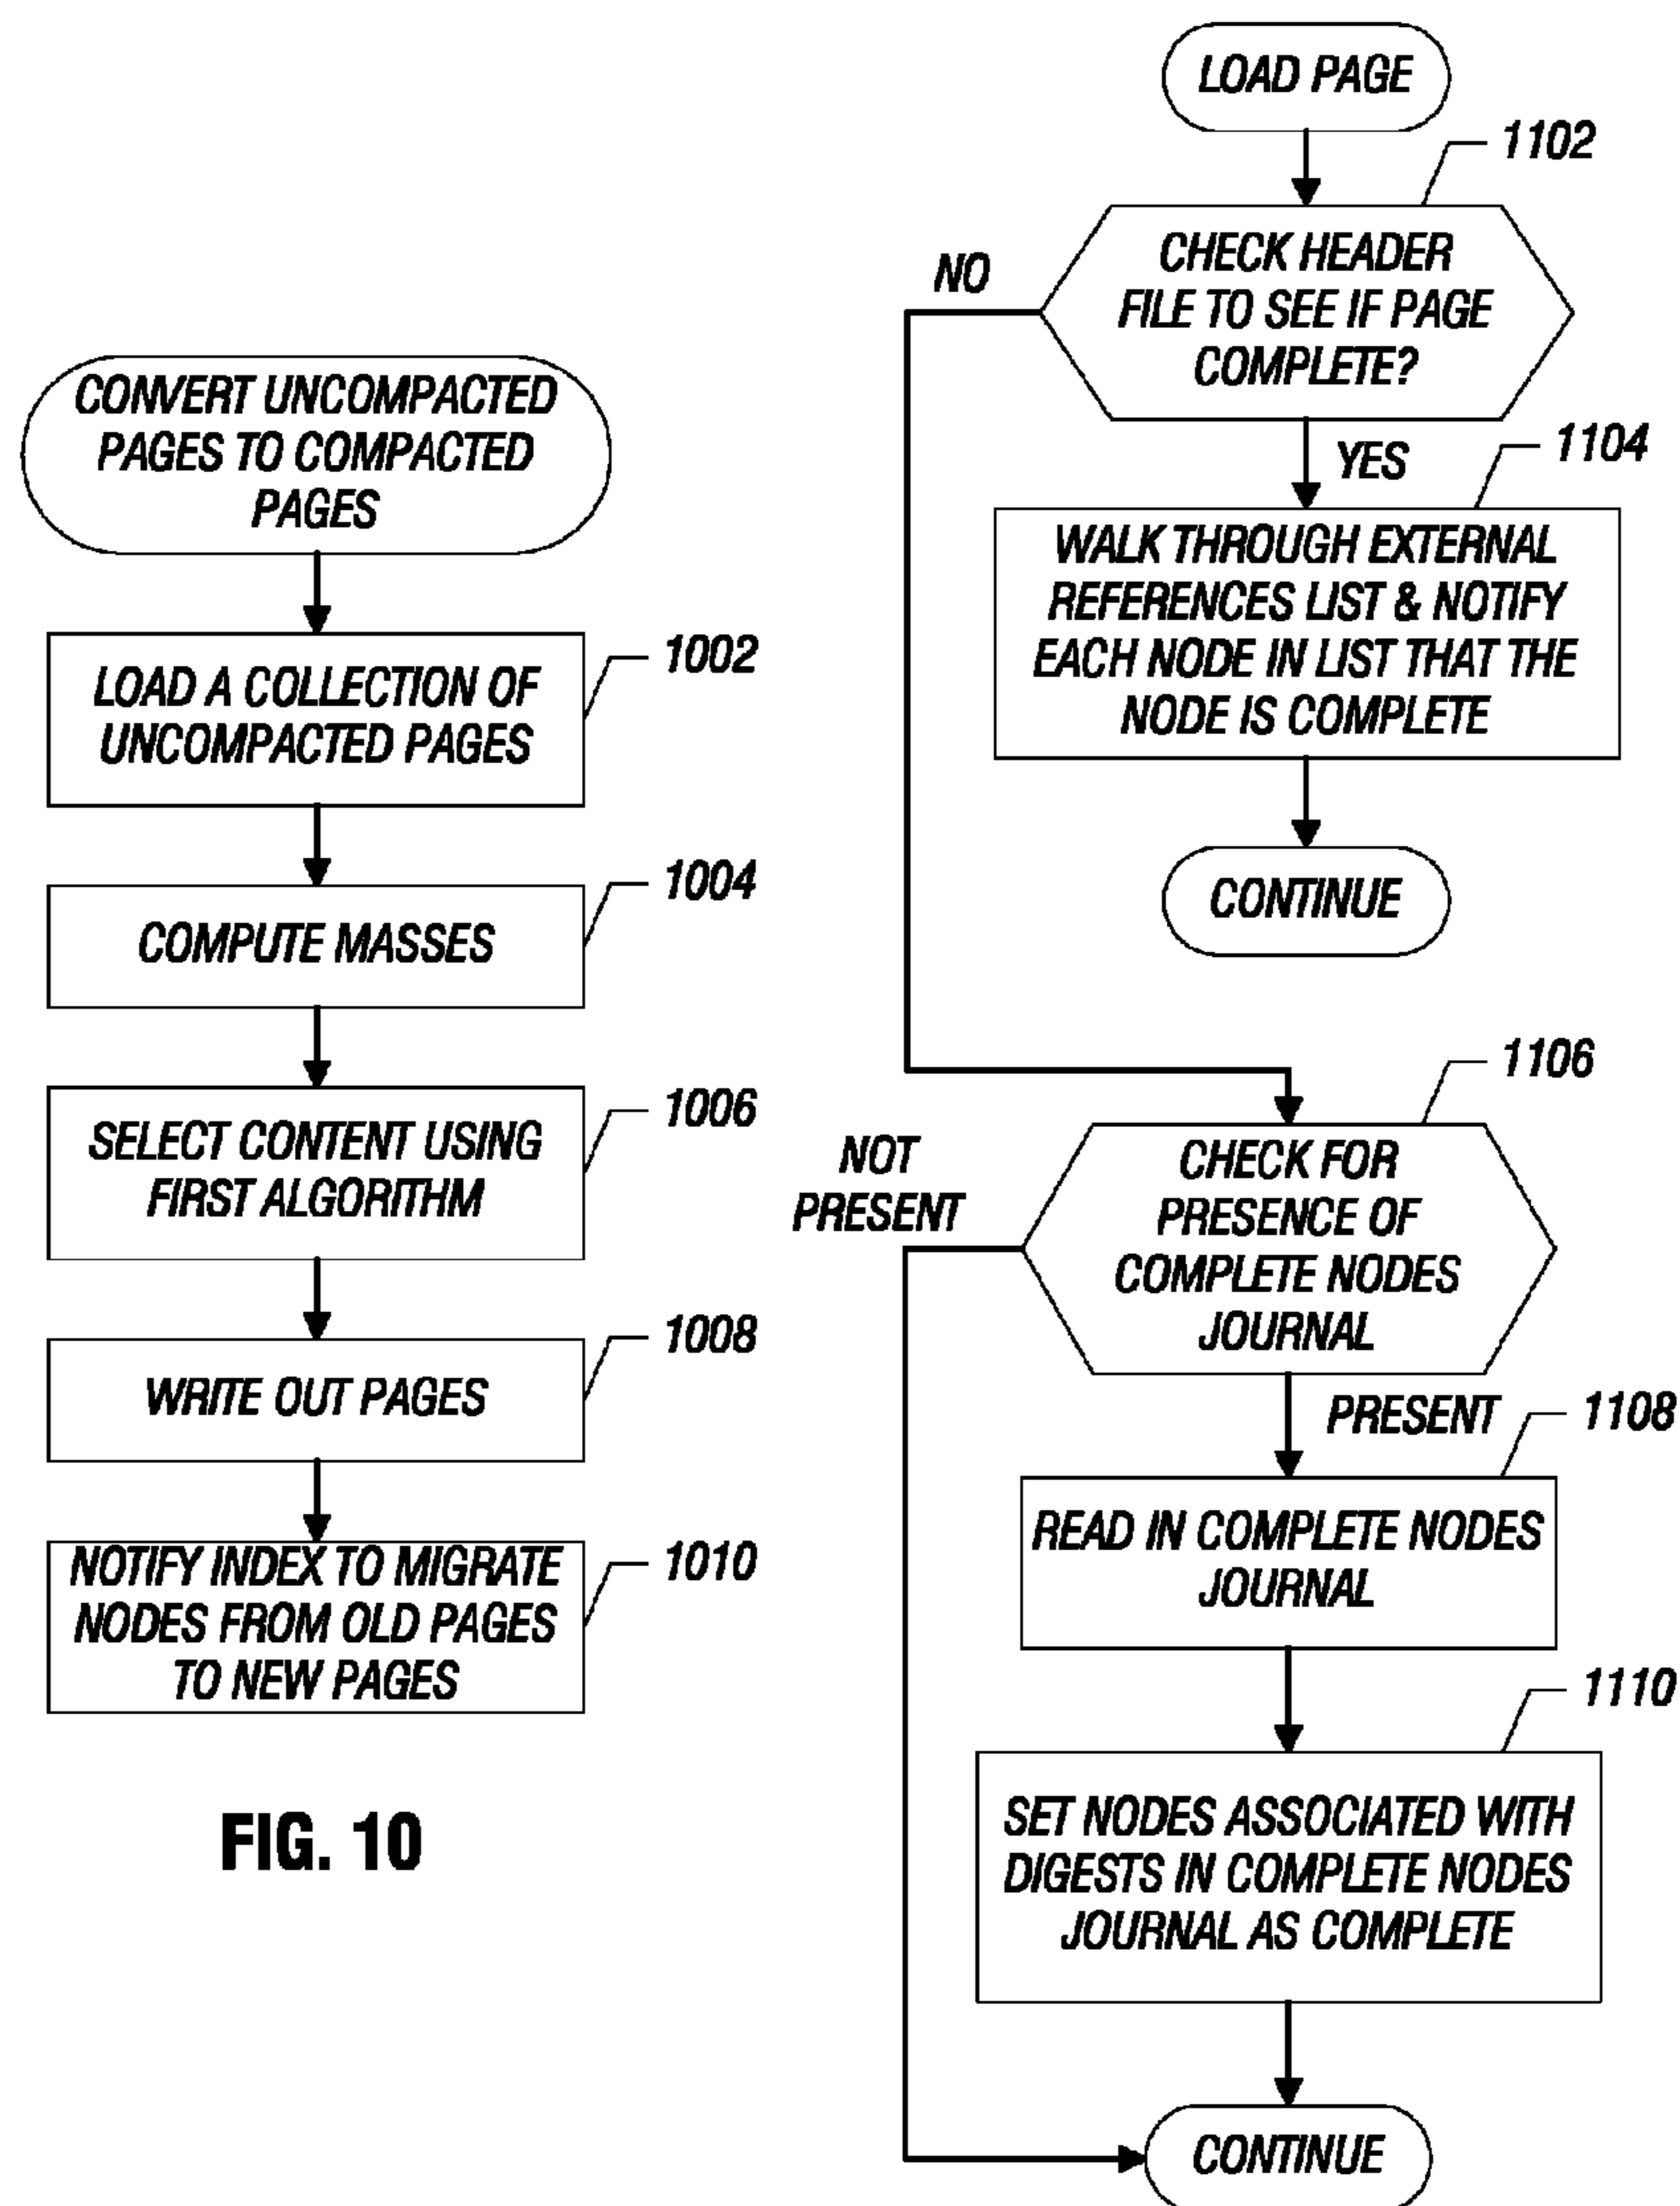 CONVERT UNCOMPACTED
PAGES TO COMPACTED
PAGES
1002
LOAD A COLLECTION OF
UNCOMPACTED PAGES
1004
COMPUTE MASSES
1006
SELECT CONTENT USING
FIRST ALGORITHM
1008
WRITE OUT PAGES
1010
NOTIFY INDEX TO MIGRATE
NODES FROM OLD PAGES
TO NEW PAGES
FIG. 10
LOAD PAGE
1102
CHECK HEADER
FILE TO SEE IF PAGE
COMPLETE?
NO
YES
1104
WALK THROUGH EXTERNAL
REFERENCES LIST & NOTIFY
EACH NODE IN LIST THAT THE
NODE IS COMPLETE
CONTINUE
1106
CHECK FOR
PRESENCE OF
COMPLETE NODES
JOURNAL
NOT
PRESENT
PRESENT
1108
READ IN COMPLETE NODES
JOURNAL
1110
SET NODES ASSOCIATED WITH
DIGESTS IN COMPLETE NODES
JOURNAL AS COMPLETE
CONTINUE